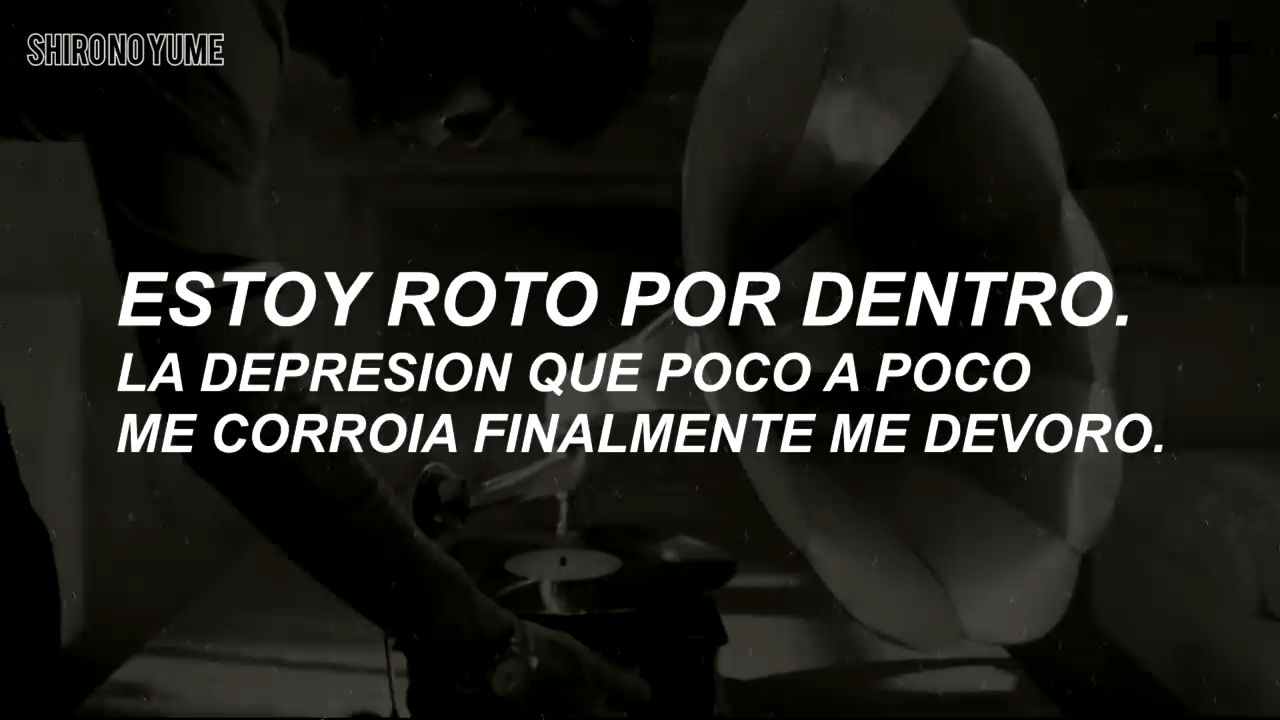 SHIRO NO YUME
ESTOY ROTO POR DENTRO.
LA DEPRESION QUE POCO A POCO
ME CORROIA FINALMENTE ME DEVORO.